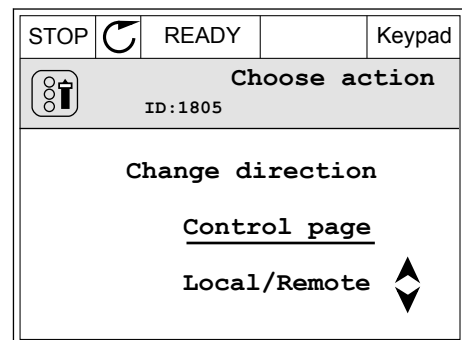 STOP READY Keypad
Choose action
ID:1805
Change direction
Control page
Local/Remote